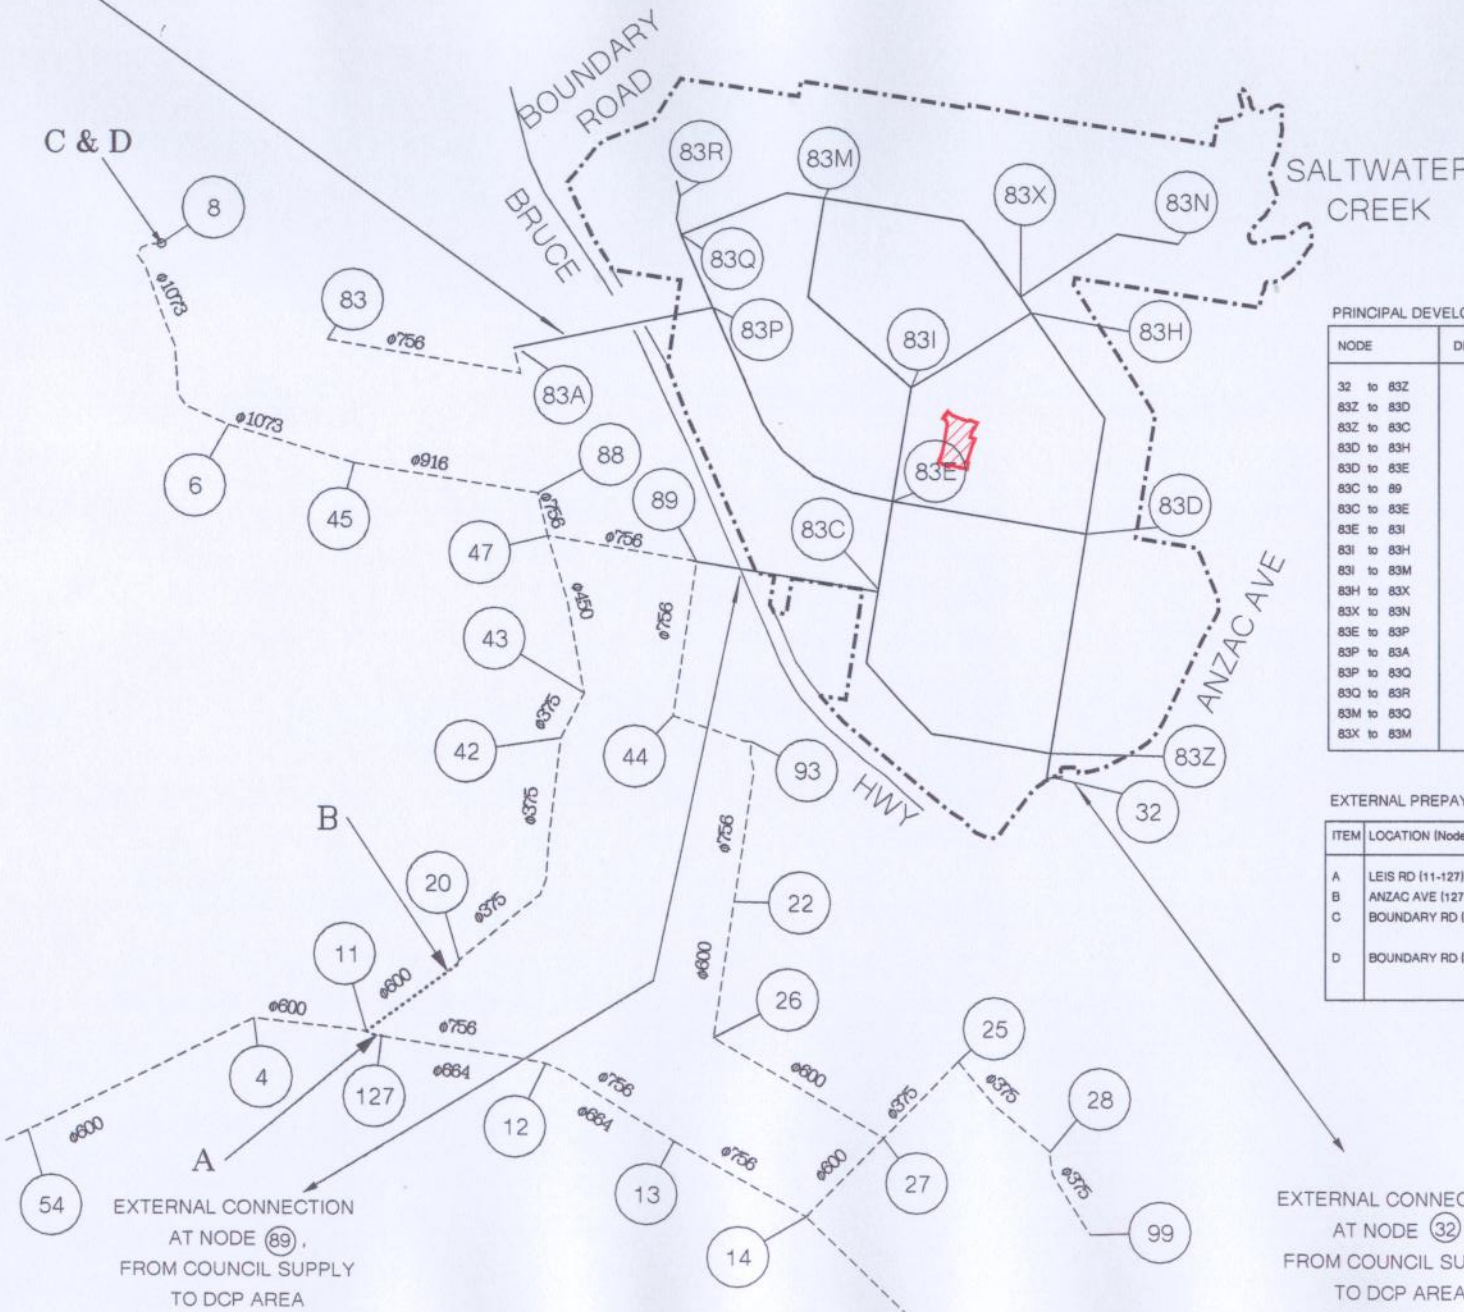 BOUNDARY
ROAD
C & D
BRUCE
SALTWATER
CREEK
8
83R
83M
83X
83N
83Q
83
83P
83I
83H
ø1073
ø756
83A
ø1073
ø916
88
83E
6
45
89
83C
83D
ø756
47
ø756
ø450
ø756
43
ANZAC AVE
ø375
42
44
93
83Z
HWY
32
B
ø375
ø756
20
ø375
22
11
ø600
ø600
26
25
ø600
ø756
4
127
ø664
12
ø756
ø664
ø600
ø375
ø375
28
ø600
A
13
ø756
ø600
27
ø375
54
14
99
EXTERNAL CONNECTION
AT NODE 89,
FROM COUNCIL SUPPLY
TO DCP AREA
PRINCIPAL DEVELO
NODE D
32 to 83Z
83Z to 83D
83Z to 83C
83D to 83H
83D to 83E
83C to 89
83C to 83E
83E to 83I
83I to 83H
83I to 83M
83H to 83X
83X to 83N
83E to 83P
83P to 83A
83P to 83Q
83Q to 83R
83M to 83Q
83X to 83M
EXTERNAL PREPAY
ITEM LOCATION (Node
A LEIS RD (11-127)
B ANZAC AVE (127
C BOUNDARY RD (
D BOUNDARY RD (
EXTERNAL CONNEC
AT NODE 32
FROM COUNCIL SU
TO DCP AREA